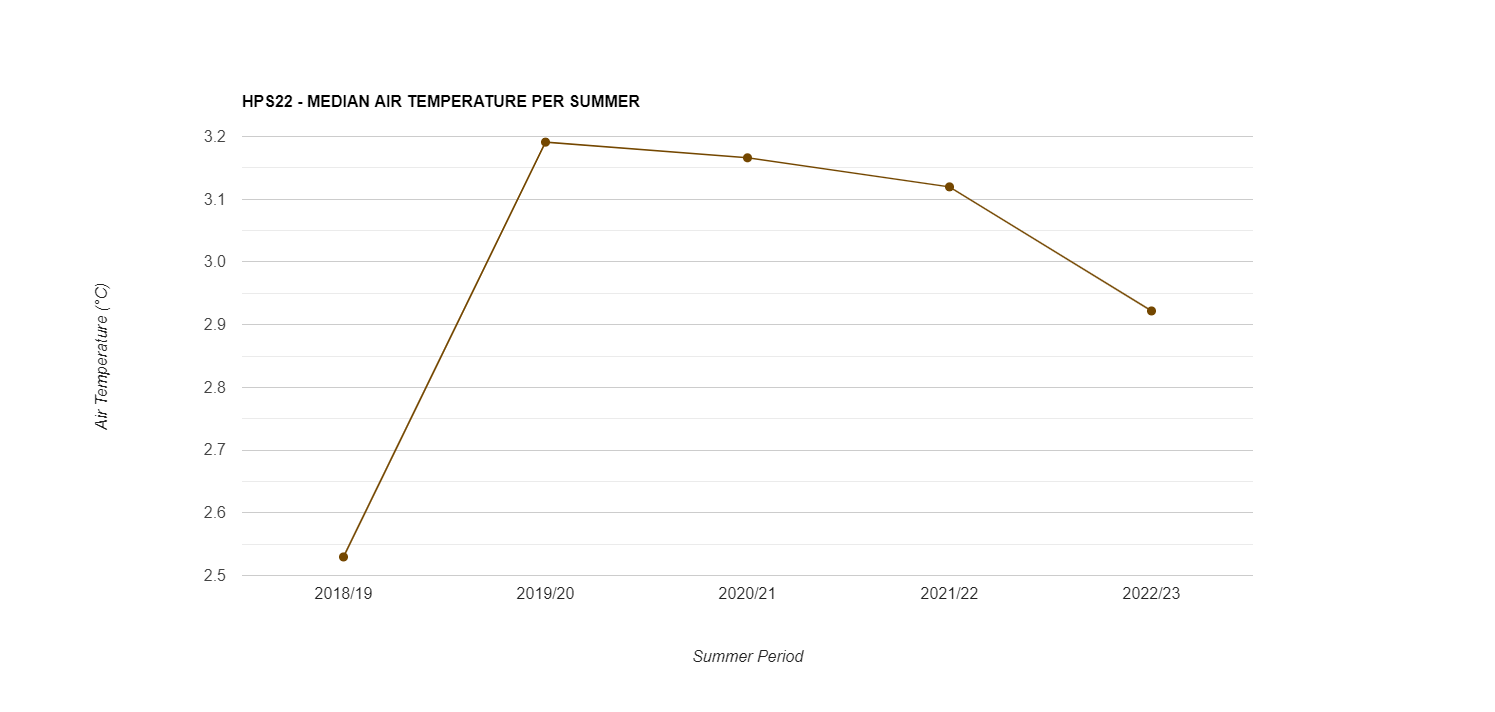 HPS22 - MEDIAN AIR TEMPERATURE PER SUMMER
3.2
3.1
3.0
2.9
2.8
2.7
2.6
2.5
Air Temperature (°C)
2018/19 2019/20 2020/21 2021/22 2022/23
Summer Period